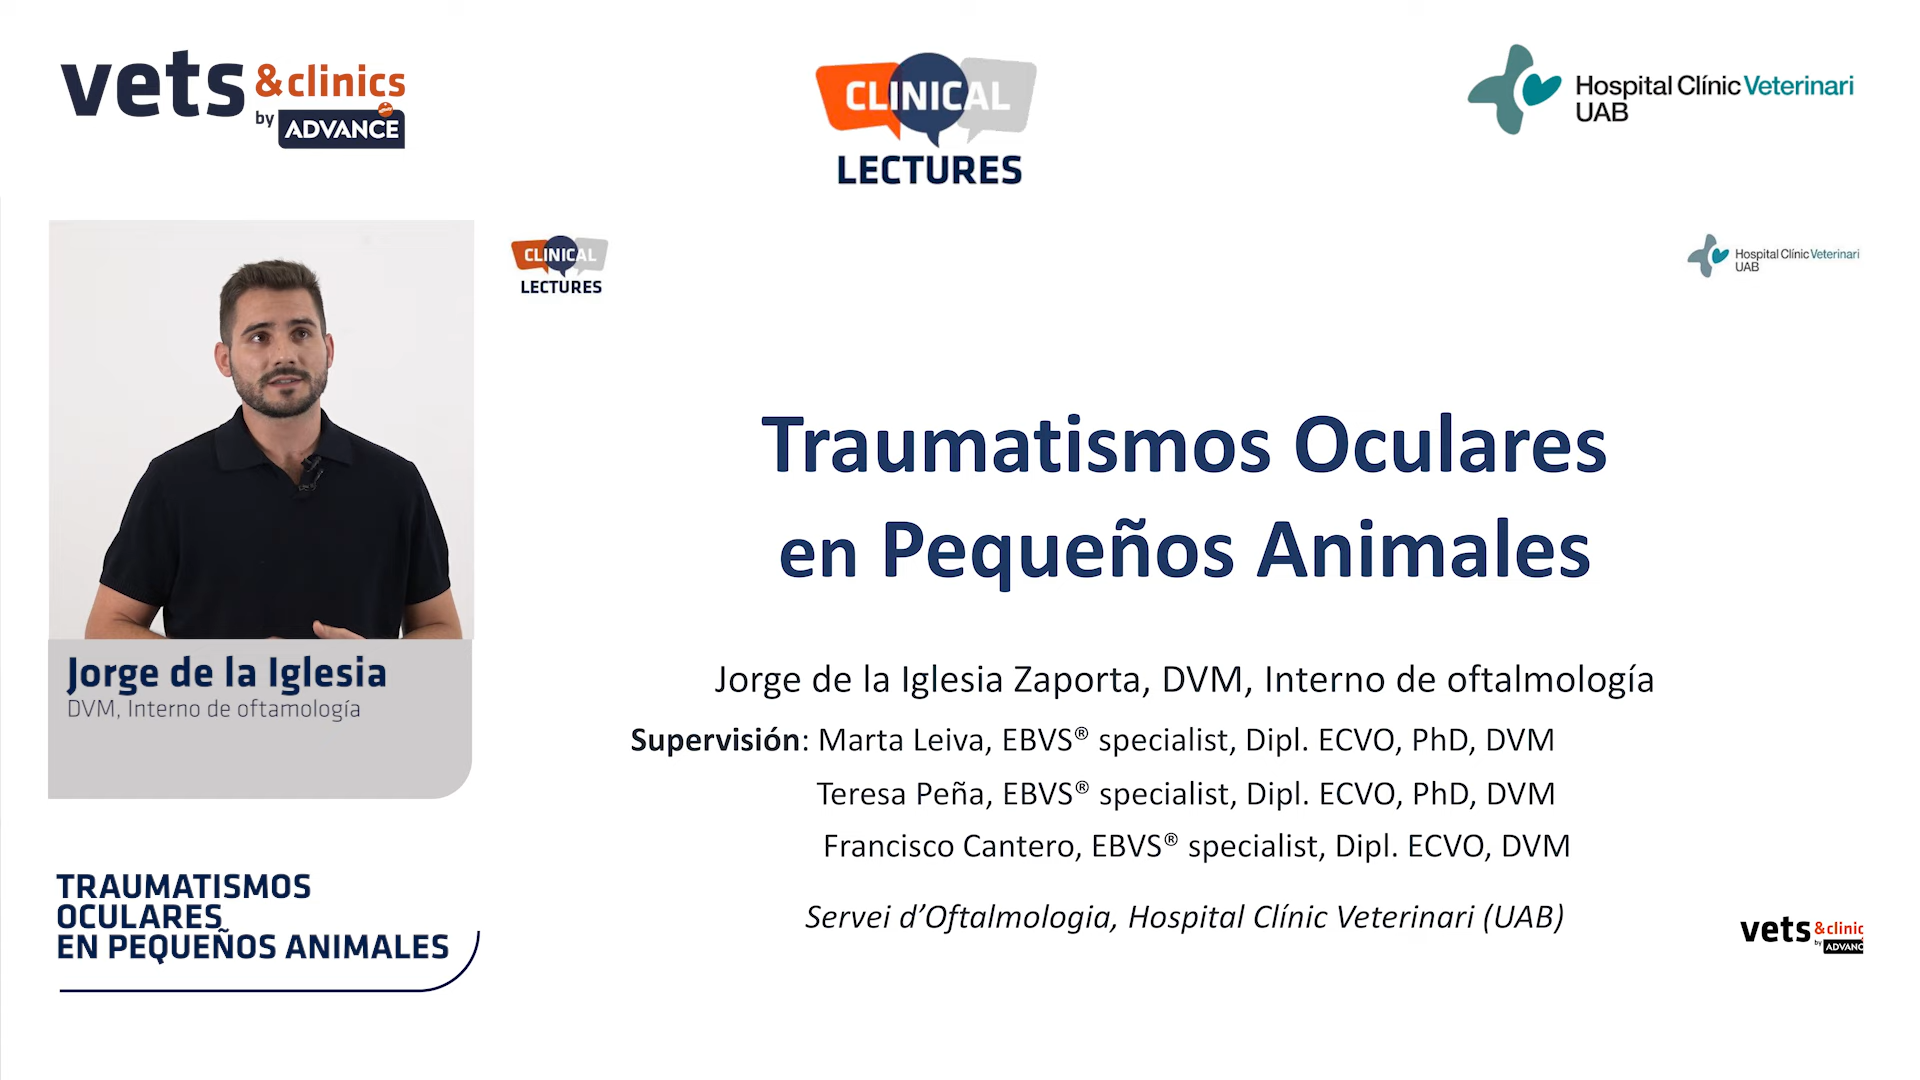 vets &clinics
by ADVANCE
CLINICAL
LECTURES
Hospital Clínic Veterinari
UAB
CLINICAL
LECTURES
Hospital Clínic Veterinari
UAB
Traumatismos Oculares
en Pequeños Animales
Jorge de la Iglesia Zaporta, DVM, Interno de oftalmología
Supervisión: Marta Leiva, EBVS® specialist, Dipl. ECVO, PhD, DVM
Teresa Peña, EBVS® specialist, Dipl. ECVO, PhD, DVM
Francisco Cantero, EBVS® specialist, Dipl. ECVO, DVM
Servei d'Oftalmologia, Hospital Clínic Veterinari (UAB)
Jorge de la Iglesia
DVM, Interno de oftamología
TRAUMATISMOS
OCULARES
EN PEQUEÑOS ANIMALES
vets &clinic
by ADVANC